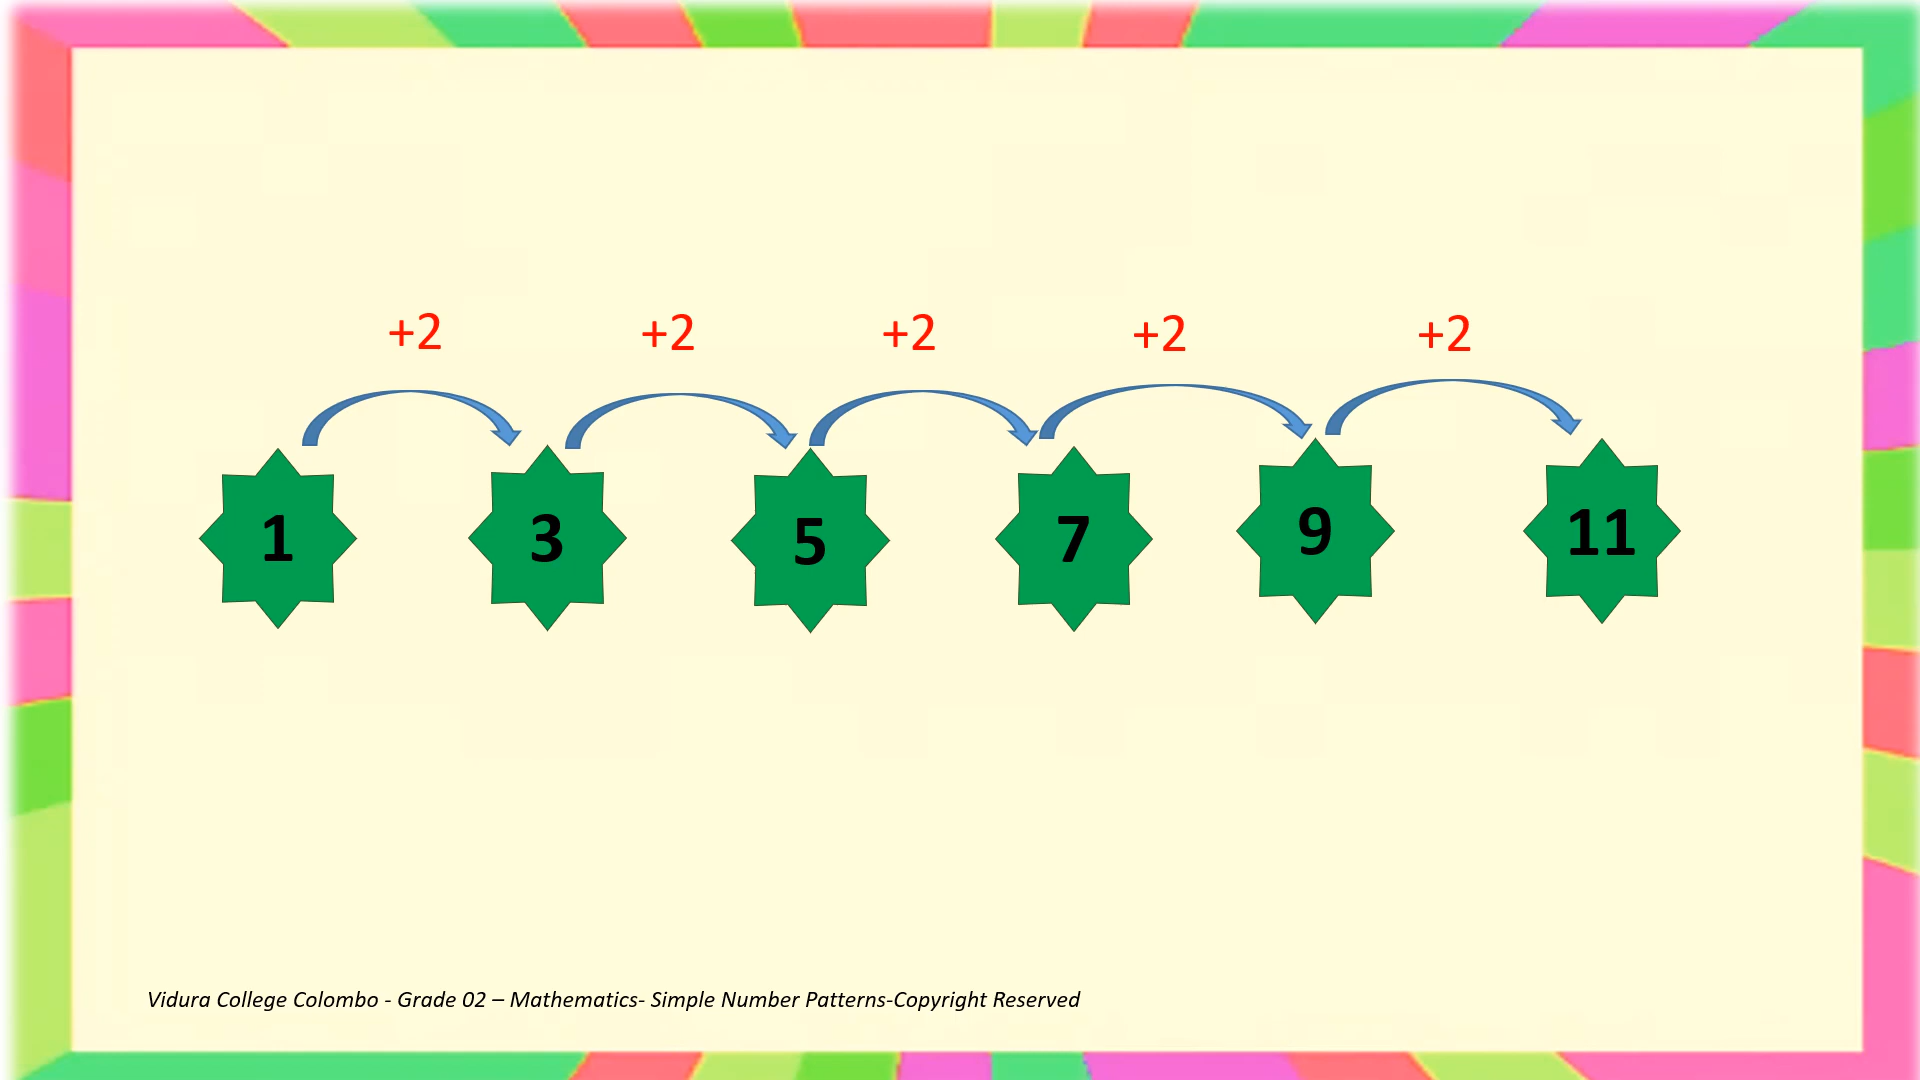 +2 +2 +2 +2 +2
1 3 5 7 9 11
Vidura College Colombo - Grade 02 – Mathematics- Simple Number Patterns-Copyright Reserved